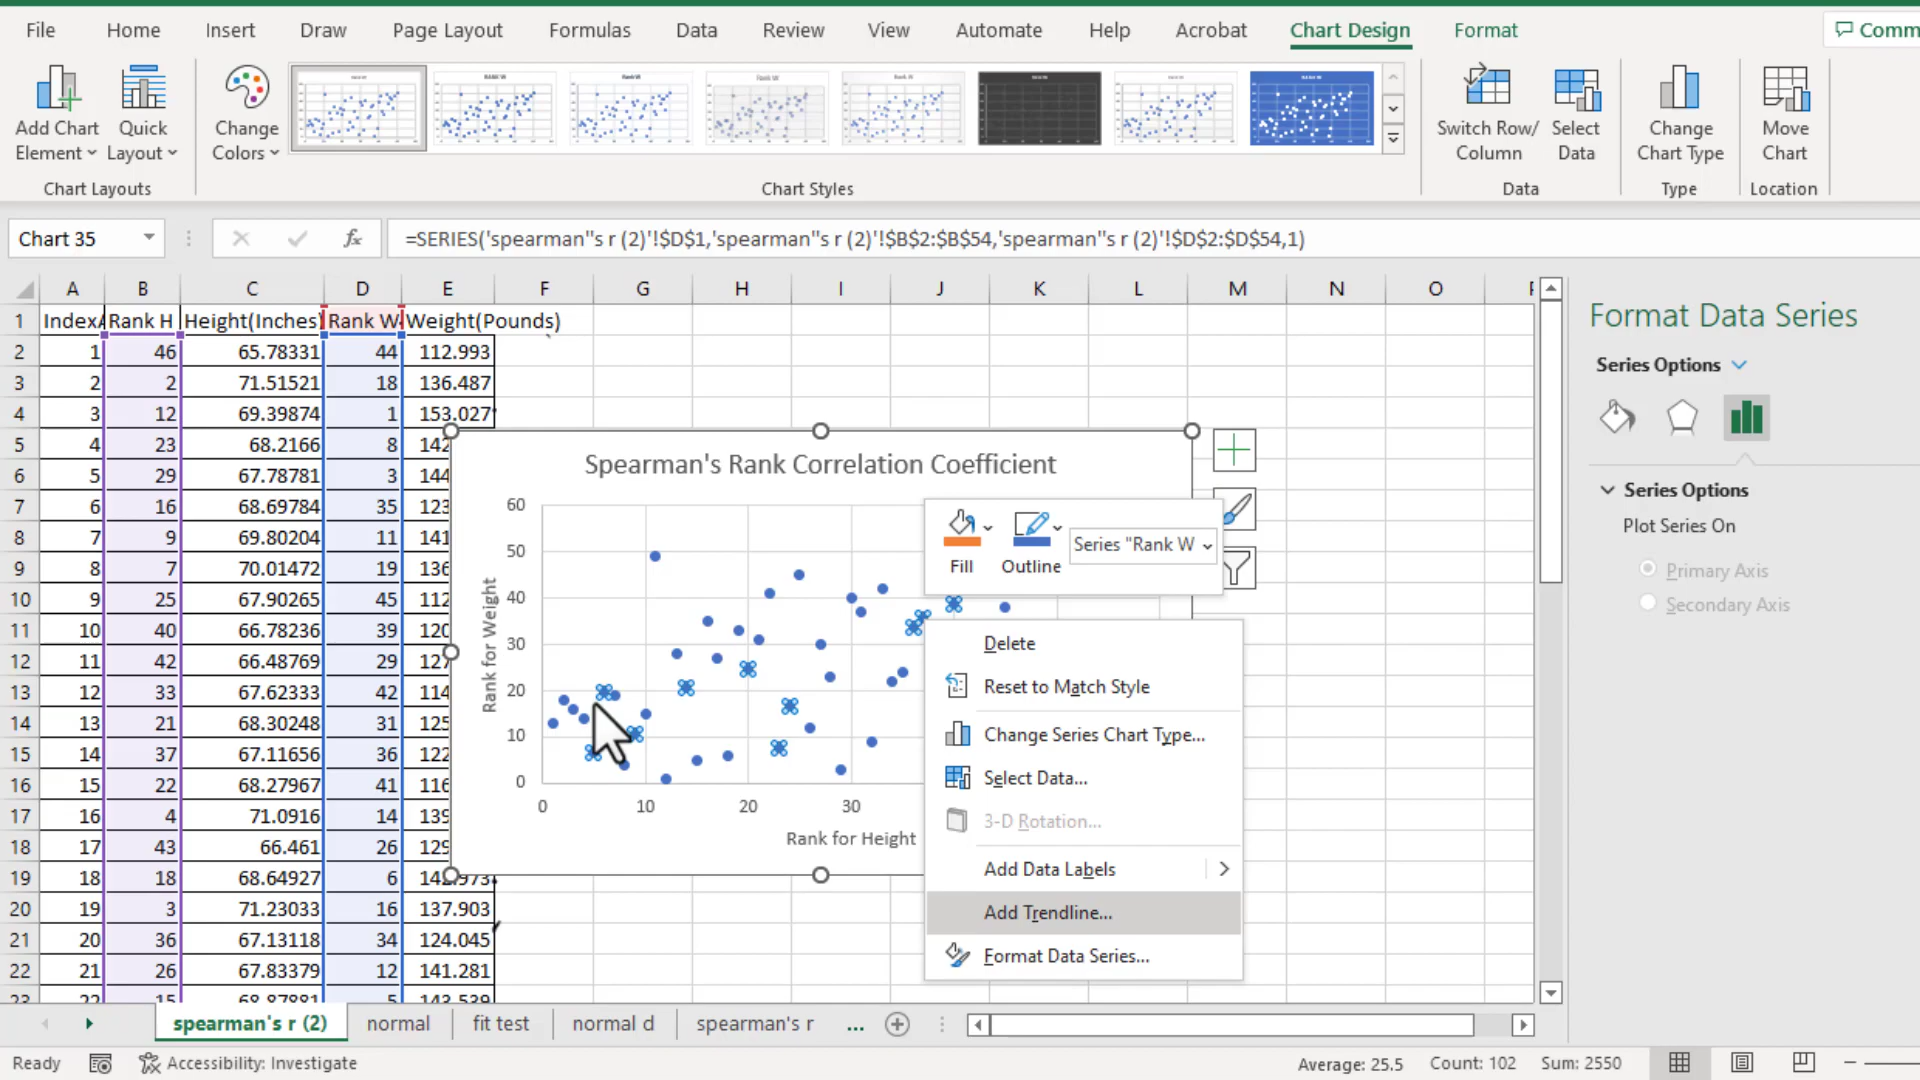 File Home Insert Draw Page Layout Formulas Data Review View Automate Help Acrobat Chart Design Format
Add Chart Element
Quick Layout
Change Colors
Switch Row/ Column
Select Data
Change Chart Type
Move Chart
Chart Layouts Chart Styles Data Type Location
Chart 35 fx =SERIES('spearman''s r (2)'!$D$1,'spearman''s r (2)'!$B$2:$B$54,'spearman''s r (2)'!$D$2:$D$54,1)
A B C D E F G H I J K L M N O
1 Rank H Height(Inches) Rank W Weight(Pounds)
2 1 46 65.78331 44 112.993
3 2 2 71.51521 18 136.487
4 3 12 69.39874 1 153.027
5 4 23 68.2166 8
6 5 29 67.78781 3
7 6 16 68.69784 35
8 7 9 69.80204 11
9 8 7 70.01472 19
10 9 25 67.90265 45
11 10 40 66.78236 39
12 11 42 66.48769 29
13 12 33 67.62333 42
14 13 21 68.30248 31
15 14 37 67.11656 36
16 15 22 68.27967 41
17 16 4 71.0916 14
18 17 43 66.461 26
19 18 18 68.64927 6
20 19 3 71.23033 16 137.903
21 20 36 67.13118 34 124.045
22 21 26 67.83379 12 141.281
23 22 15 68.87881 5 143.539
Spearman's Rank Correlation Coefficient
60
50
40
30
20
10
0
Rank for Weight
0 10 20 30
Rank for Height
Fill Outline Series "Rank W
Delete
Reset to Match Style
Change Series Chart Type...
Select Data...
3-D Rotation...
Add Data Labels
Add Trendline...
Format Data Series...
Format Data Series
Series Options
Series Options
Plot Series On
Primary Axis
Secondary Axis
spearman's r (2) normal fit test normal d spearman's r ...
Ready Accessibility: Investigate Average: 25.5 Count: 102 Sum: 2550